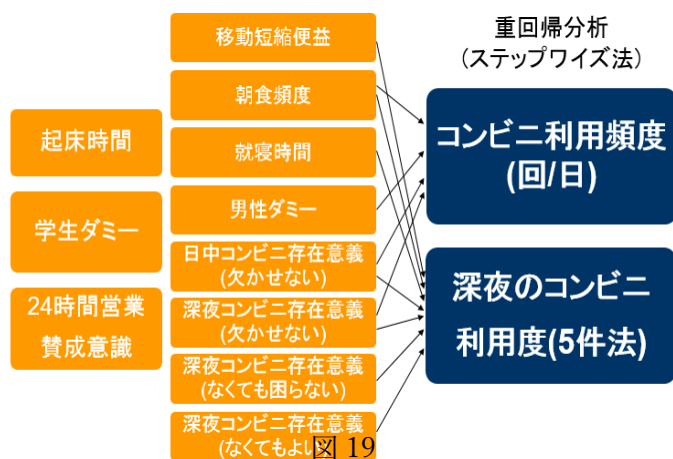 移動短縮便益
朝食頻度
就寝時間
男性ダミー
日中コンビニ存在意義
(欠かせない)
深夜コンビニ存在意義
(欠かせない)
深夜コンビニ存在意義
(なくても困らない)
深夜コンビニ存在意義
(なくてもよい)
起床時間
学生ダミー
24時間営業
賛成意識
重回帰分析
(ステップワイズ法)
コンビニ利用頻度
(回/日)
深夜のコンビニ
利用度(5件法)
図 19